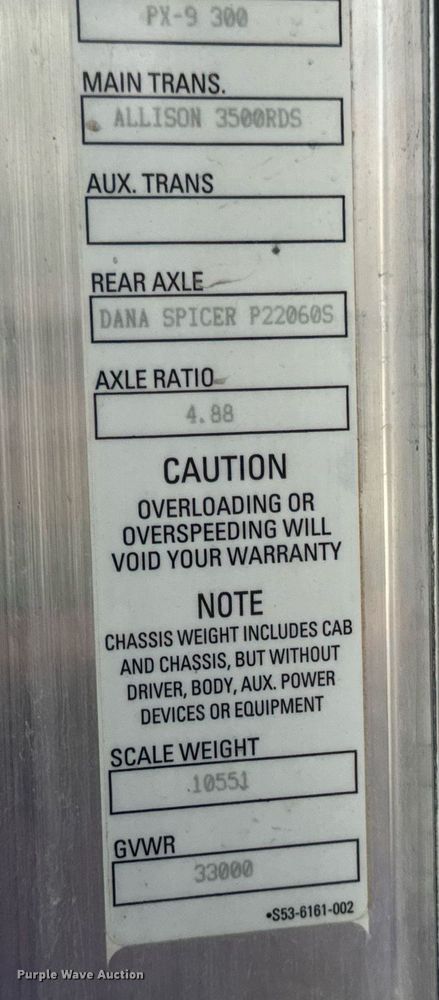 PX-9 300
MAIN TRANS.
ALLISON 3500RDS
AUX. TRANS
REAR AXLE
DANA SPICER P22060S
AXLE RATIO
4.88
CAUTION
OVERLOADING OR
OVERSPEEDING WILL
VOID YOUR WARRANTY
NOTE
CHASSIS WEIGHT INCLUDES CAB
AND CHASSIS, BUT WITHOUT
DRIVER, BODY, AUX. POWER
DEVICES OR EQUIPMENT
SCALE WEIGHT
10551
GVWR
33000
•S53-6161-002
Purple Wave Auction